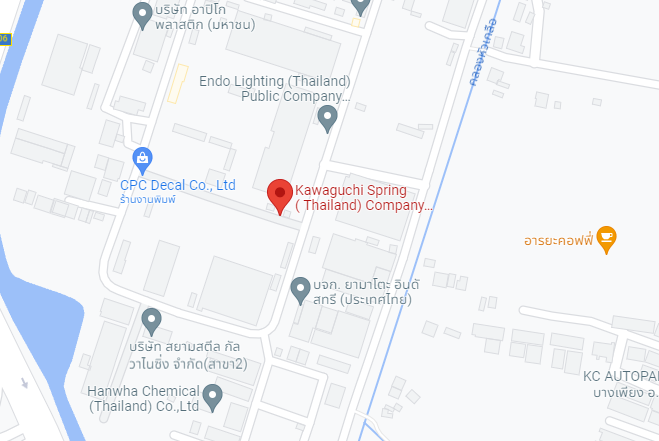 บริษัท อาปิโก
พลาสติก (มหาชน)
06
คลองหัวเกลือ
Endo Lighting (Thailand)
Public Company...
CPC Decal Co., Ltd
ร้านงานพิมพ์
Kawaguchi Spring
( Thailand) Company...
อารยะคอฟฟี่
บจก. ยามาโตะ อินดั
สทรี (ประเทศไทย)
บริษัท สยามสตีล กัล
วาไนซิ่ง จำกัด(สาขา2)
KC AUTOPA
บางเพียง อ.
Hanwha Chemical
(Thailand) Co.,Ltd